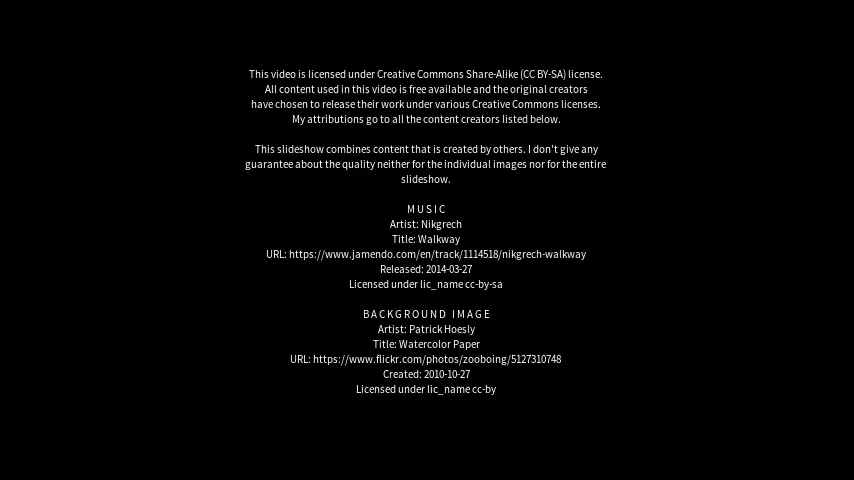 This video is licensed under Creative Commons Share-Alike (CC BY-SA) license.
All content used in this video is free available and the original creators
have chosen to release their work under various Creative Commons licenses.
My attributions go to all the content creators listed below.
This slideshow combines content that is created by others. I don't give any
guarantee about the quality neither for the individual images nor for the entire
slideshow.
MUSIC
Artist: Nikgrech
Title: Walkway
URL: https://www.jamendo.com/en/track/1114518/nikgrech-walkway
Released: 2014-03-27
Licensed under lic_name cc-by-sa
BACKGROUND IMAGE
Artist: Patrick Hoesly
Title: Watercolor Paper
URL: https://www.flickr.com/photos/zooboing/5127310748
Created: 2010-10-27
Licensed under lic_name cc-by